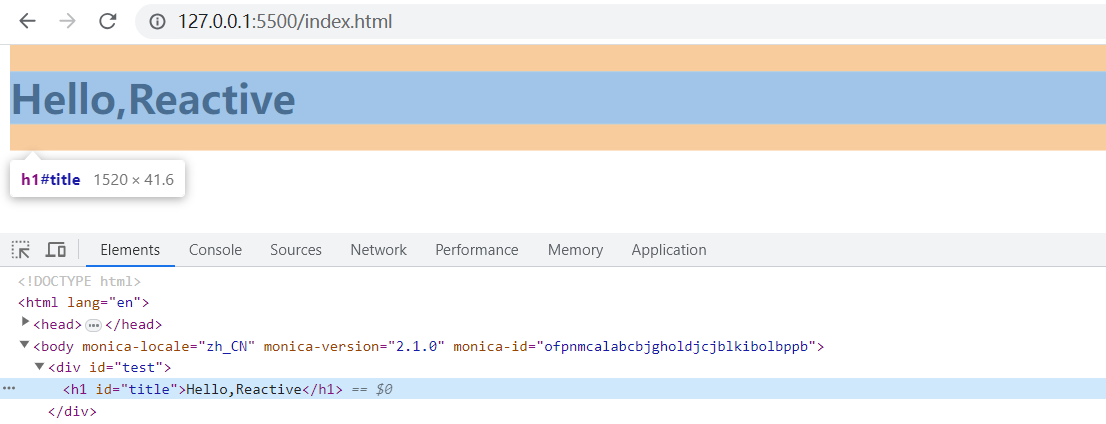 127.0.0.1:5500/index.html
Hello,Reactive
h1#title 1520 × 41.6
Elements Console Sources Network Performance Memory Application
<!DOCTYPE html>
<html lang="en">
<head>…</head>
<body monica-locale="zh_CN" monica-version="2.1.0" monica-id="ofpnmcalabcbjgholdjcjblkibolbppb">
<div id="test">
<h1 id="title">Hello,Reactive</h1> == $0
</div>